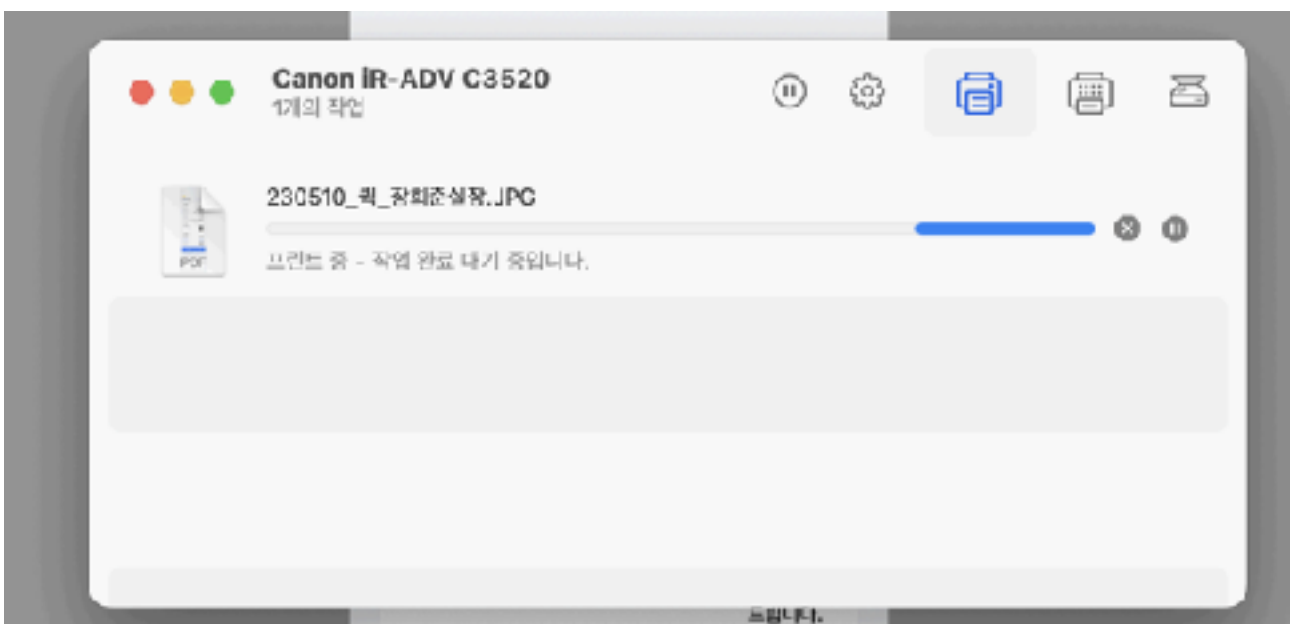 Canon iR-ADV C3520
1개의 작업
230510_퀵_장희준실장.JPG
프린트 중 - 작업 완료 대기 중입니다.
PDF
드립니다.